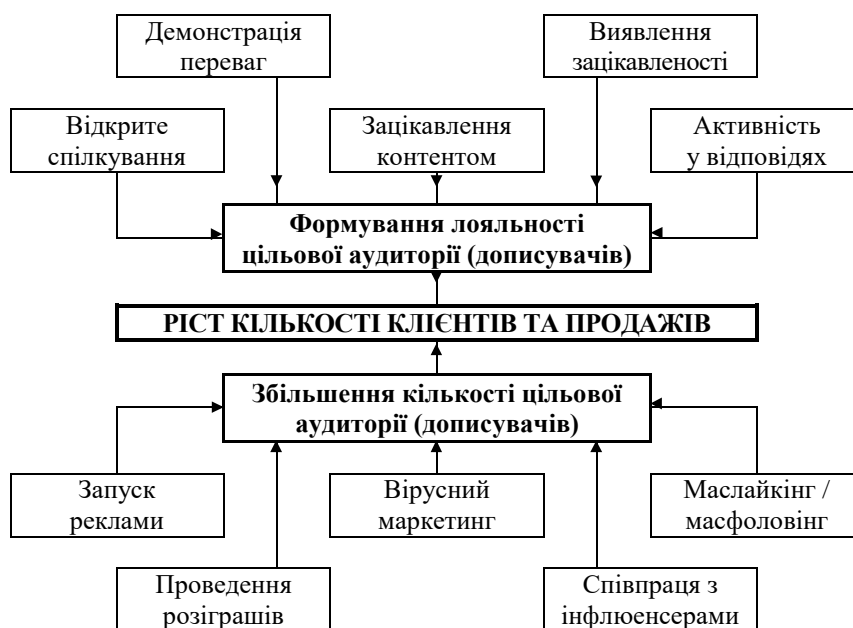 Демонстрація
переваг
Виявлення
зацікавленості
Відкрите
спілкування
Зацікавлення
контентом
Активність
у відповідях
Формування лояльності
цільової аудиторії (дописувачів)
РІСТ КІЛЬКОСТІ КЛІЄНТІВ ТА ПРОДАЖІВ
Збільшення кількості цільової
аудиторії (дописувачів)
Запуск
реклами
Вірусний
маркетинг
Маслайкінг /
масфоловінг
Проведення
розіграшів
Співпраця з
інфлюенсерами